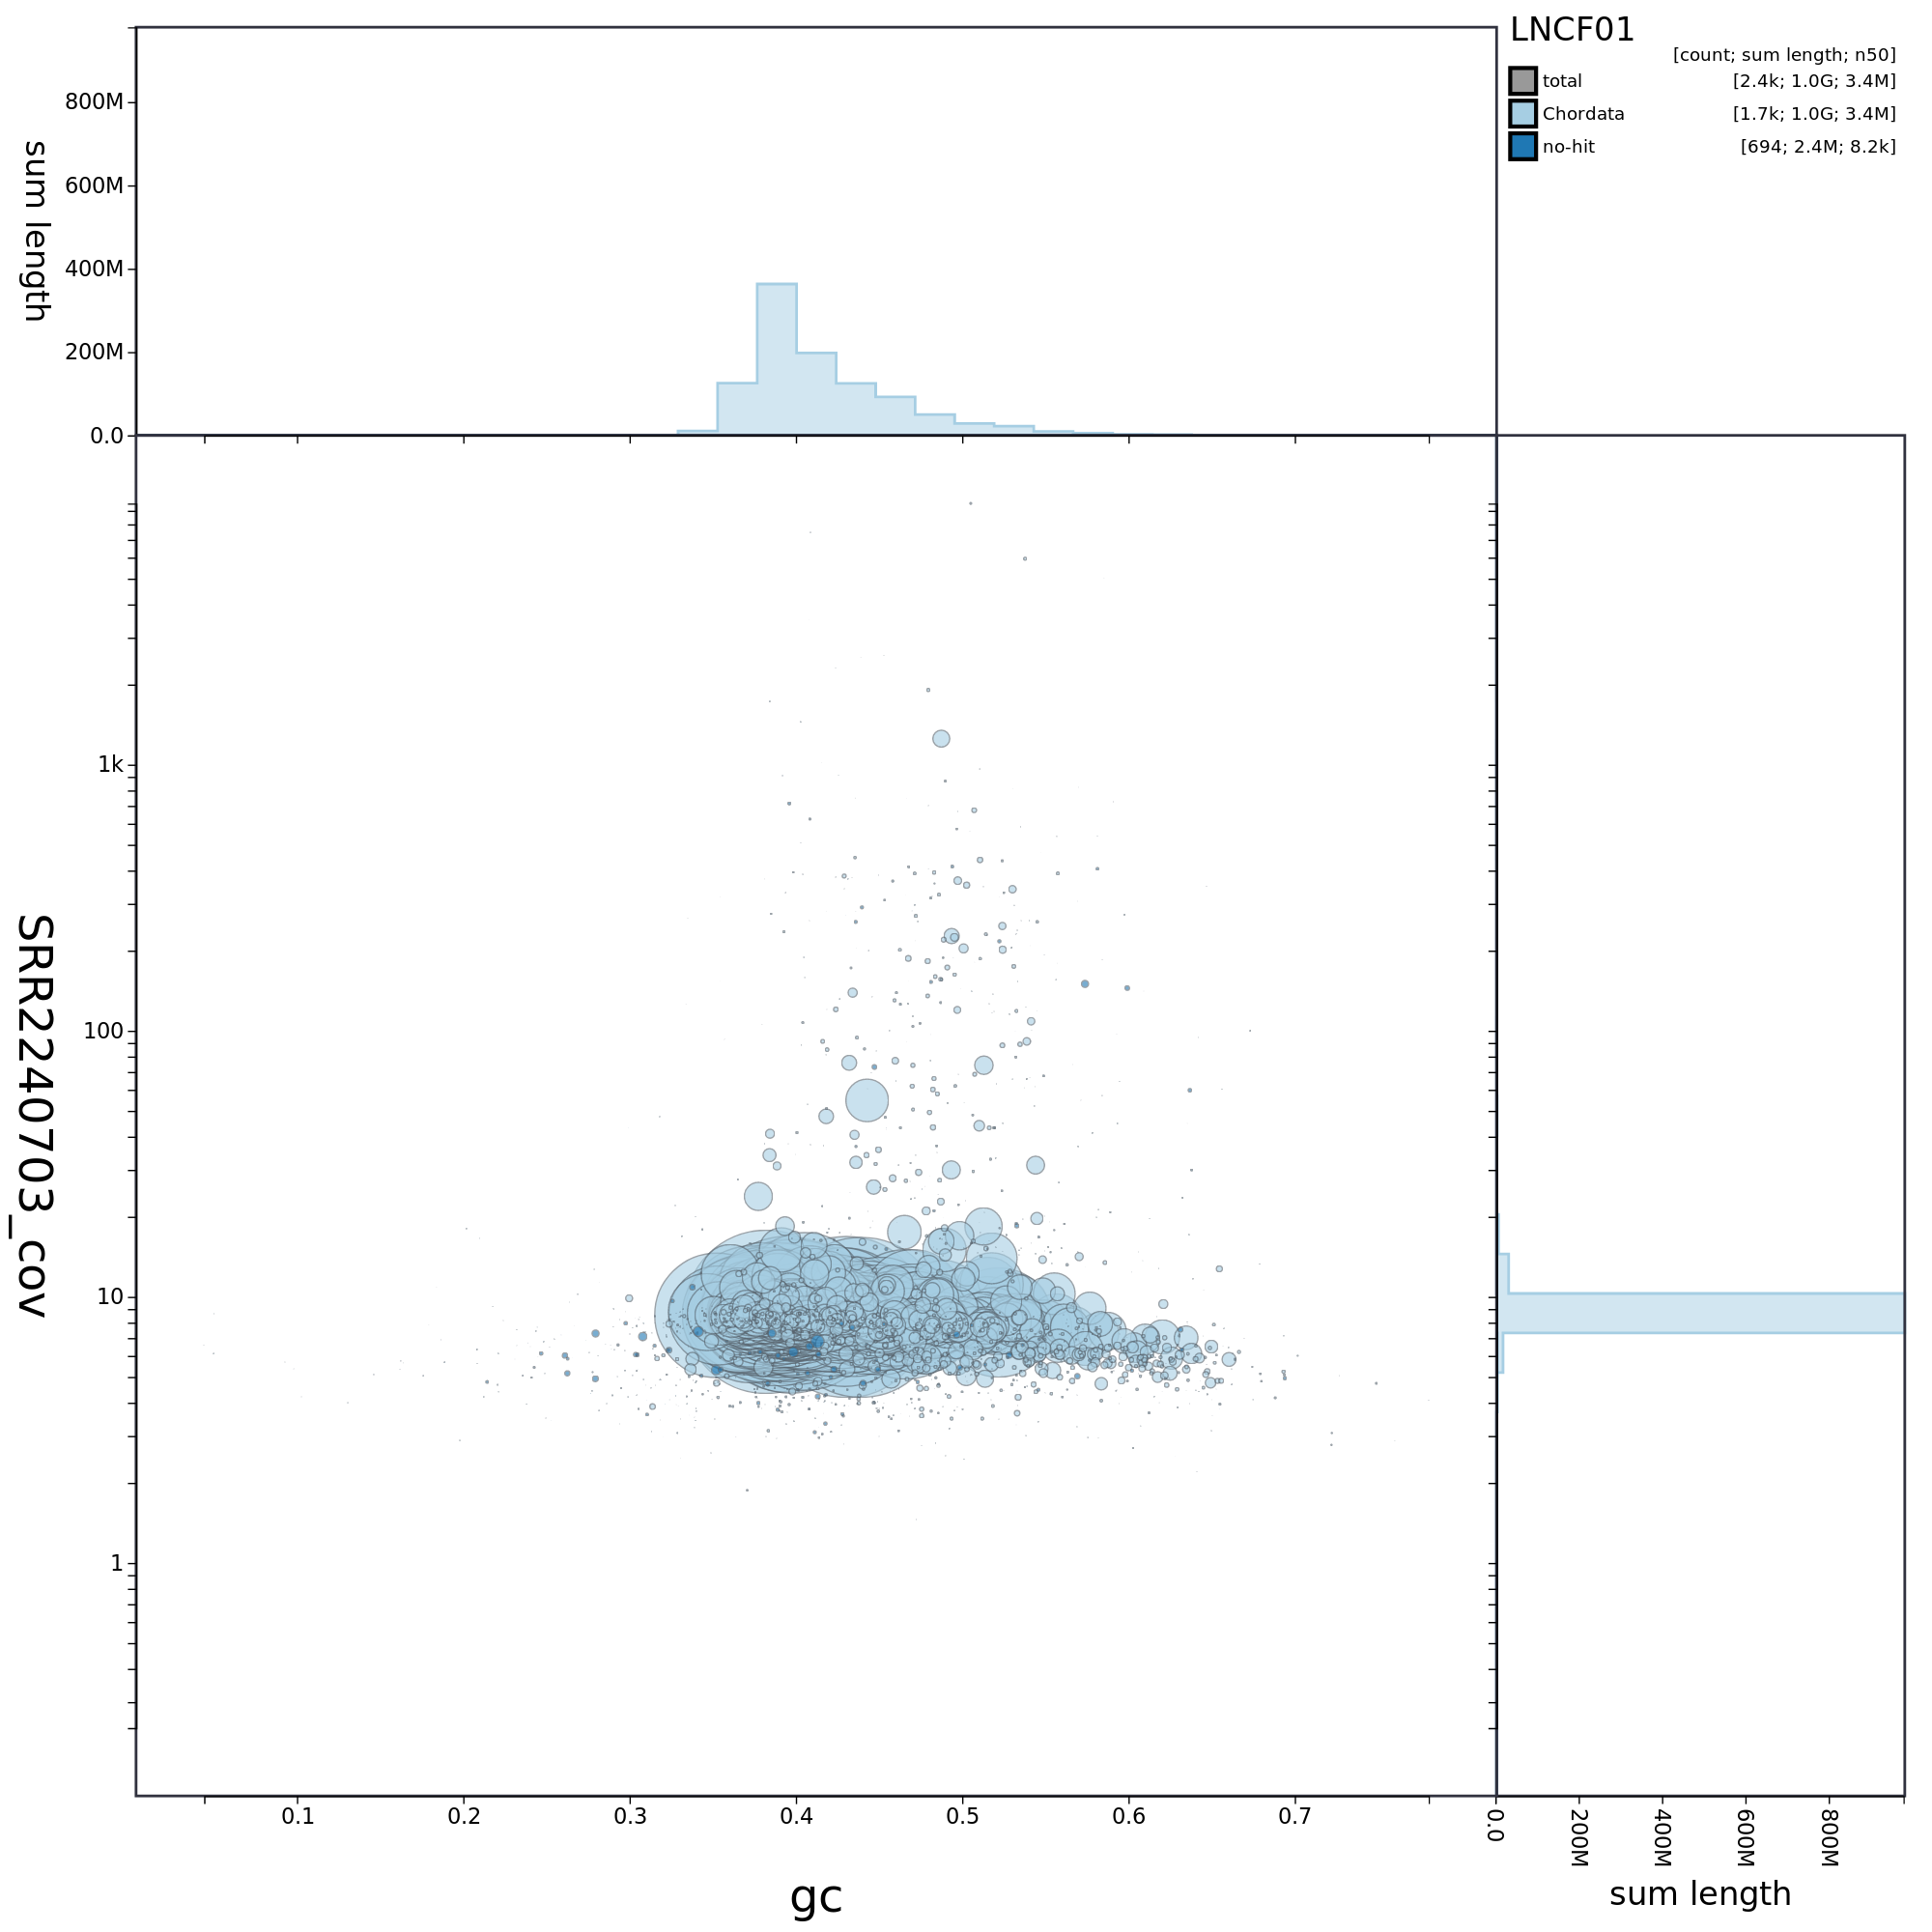 LNCF01
[count; sum length; n50]
total [2.4k; 1.0G; 3.4M]
Chordata [1.7k; 1.0G; 3.4M]
no-hit [694; 2.4M; 8.2k]
sum length
800M
600M
400M
200M
0.0
SRR2240703_cov
1k
100
10
1
0.1 0.2 0.3 0.4 0.5 0.6 0.7
gc
0.0 200M 400M 600M 800M
sum length